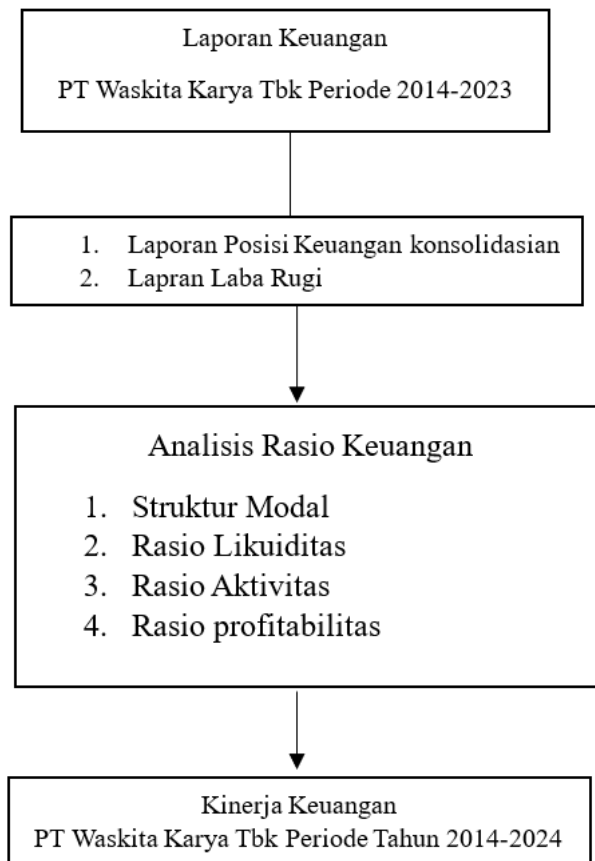 Laporan Keuangan
PT Waskita Karya Tbk Periode 2014-2023
1. Laporan Posisi Keuangan konsolidasian
2. Lapran Laba Rugi
Analisis Rasio Keuangan
1. Struktur Modal
2. Rasio Likuiditas
3. Rasio Aktivitas
4. Rasio profitabilitas
Kinerja Keuangan
PT Waskita Karya Tbk Periode Tahun 2014-2024